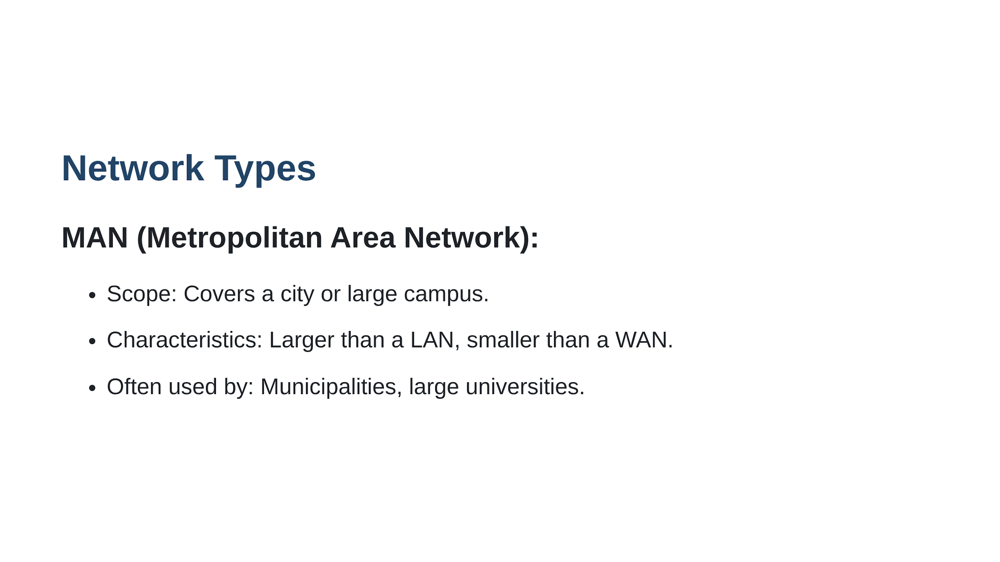 Network Types
MAN (Metropolitan Area Network):
• Scope: Covers a city or large campus.
• Characteristics: Larger than a LAN, smaller than a WAN.
• Often used by: Municipalities, large universities.